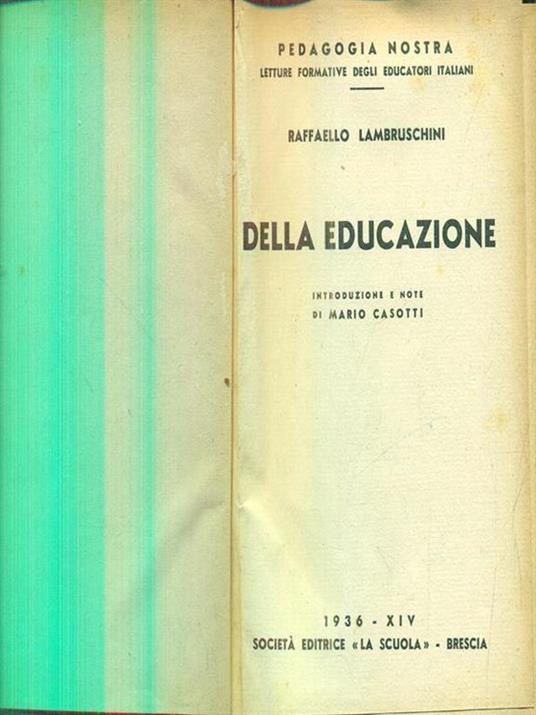 PEDAGOGIA NOSTRA
LETTURE FORMATIVE DEGLI EDUCATORI ITALIANI
RAFFAELLO LAMBRUSCHINI
DELLA EDUCAZIONE
INTRODUZIONE E NOTE
DI MARIO CASOTTI
1936 - XIV
SOCIETÀ EDITRICE «LA SCUOLA» - BRESCIA